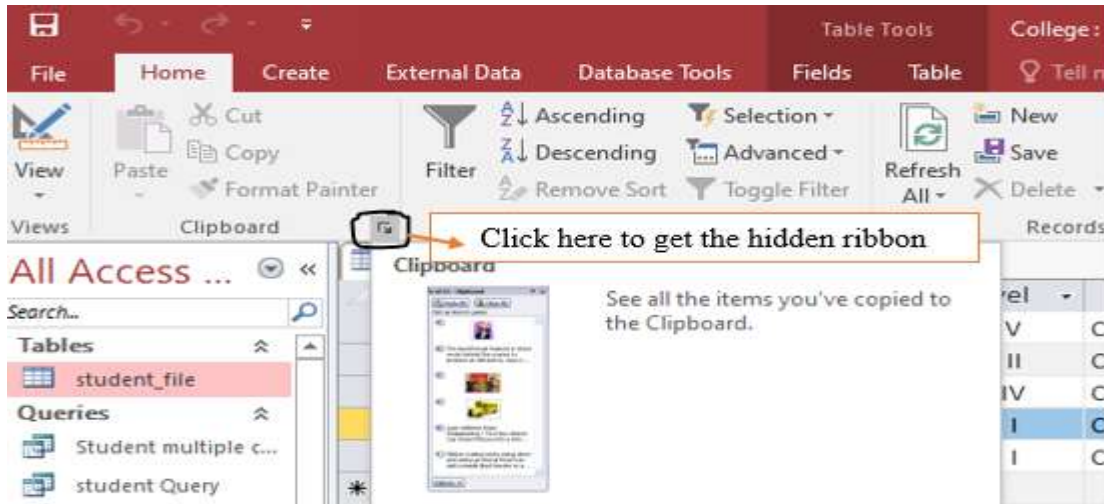 Table Tools
College :
File Home Create External Data Database Tools Fields Table Tell
View
Paste
Cut
Copy
Format Painter
Filter
Ascending
Descending
Remove Sort
Selection
Advanced
Toggle Filter
Refresh
All
New
Save
Delete
Views
Clipboard
Records
Click here to get the hidden ribbon
All Access ...
Search...
Tables
student_file
Queries
Student multiple c...
student Query
Clipboard
See all the items you've copied to
the Clipboard.
vel
V
II
IV
I
I